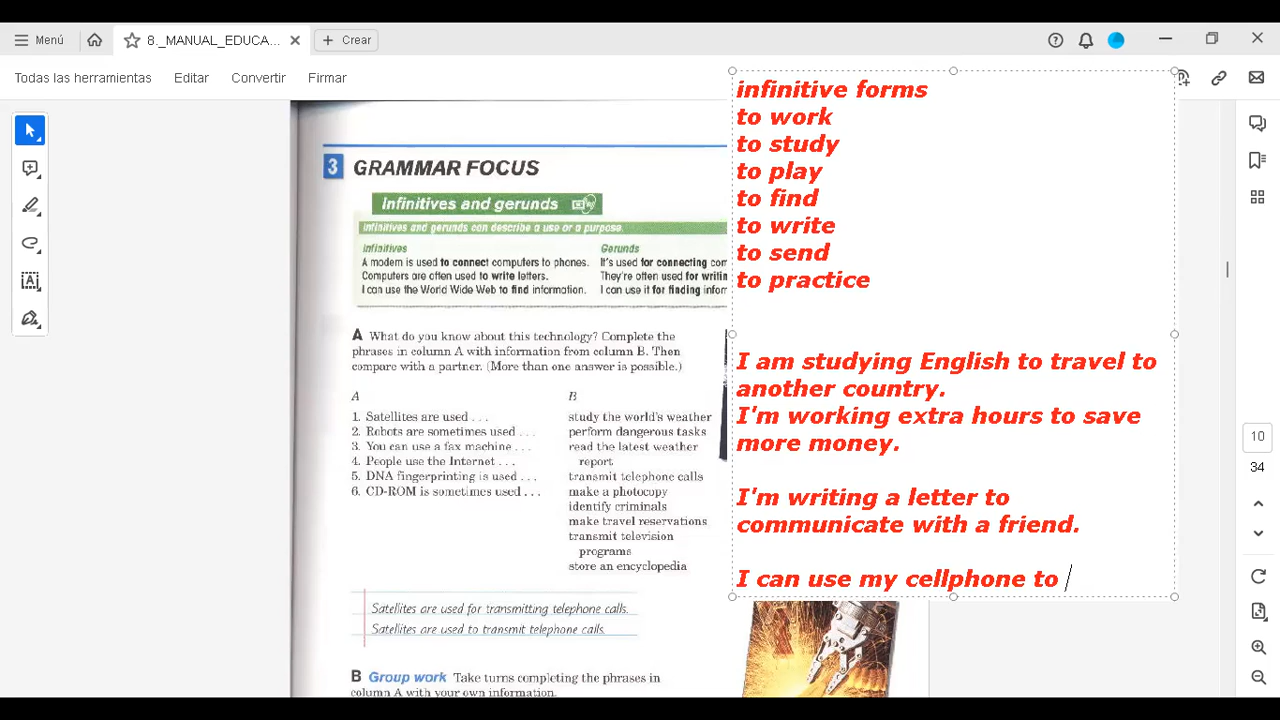 Menú
8._MANUAL_EDUCA...
Crear
Todas las herramientas
Editar
Convertir
Firmar
3 GRAMMAR FOCUS
Infinitives and gerunds
Infinitives and gerunds can describe a use or a purpose.
Infinitives
Gerunds
A modem is used to connect computers to phones.
It's used for connecting com
Computers are often used to write letters.
They're often used for writin
I can use the World Wide Web to find information.
I can use it for finding infor
A What do you know about this technology? Complete the
phrases in column A with information from column B. Then
compare with a partner. (More than one answer is possible.)
A
1. Satellites are used . . .
2. Robots are sometimes used . . .
3. You can use a fax machine . . .
4. People use the Internet . . .
5. DNA fingerprinting is used . . .
6. CD-ROM is sometimes used . . .
B
study the world's weather
perform dangerous tasks
read the latest weather
report
transmit telephone calls
make a photocopy
identify criminals
make travel reservations
transmit television
programs
store an encyclopedia
Satellites are used for transmitting telephone calls.
Satellites are used to transmit telephone calls.
B Group work Take turns completing the phrases in
column A with your own information.
infinitive forms
to work
to study
to play
to find
to write
to send
to practice
I am studying English to travel to
another country.
I'm working extra hours to save
more money.
I'm writing a letter to
communicate with a friend.
I can use my cellphone to
10
34